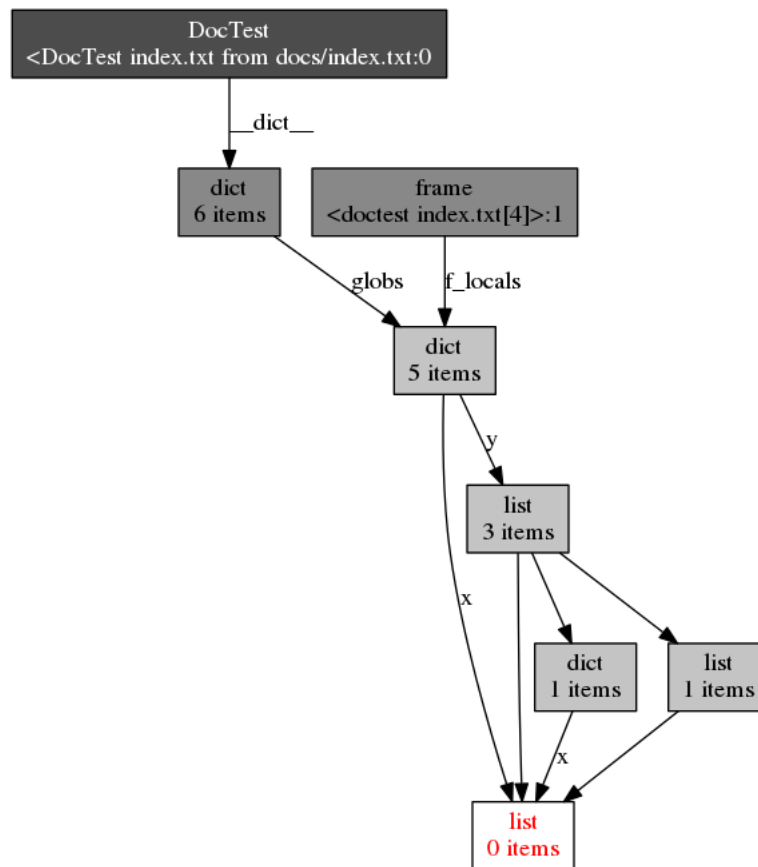 DocTest
<DocTest index.txt from docs/index.txt:0
__dict__
dict
6 items
frame
<doctest index.txt[4]>:1
globs
f_locals
dict
5 items
y
list
3 items
x
dict
1 items
list
1 items
x
list
0 items